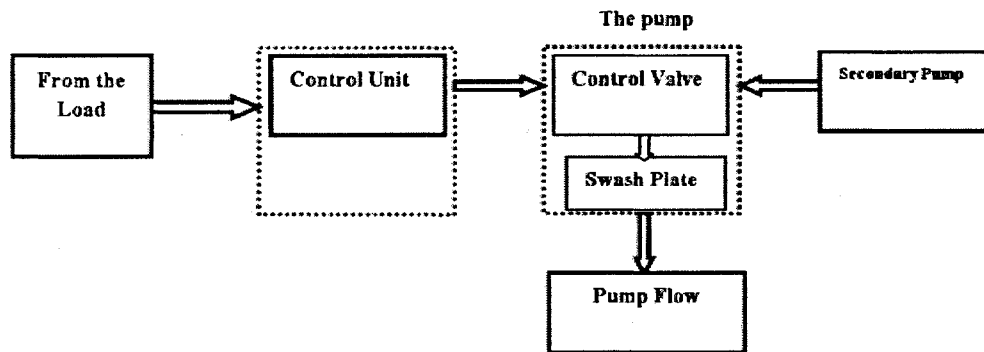 The pump
From the
Load
Control Unit
Control Valve
Secondary Pump
Swash Plate
Pump Flow